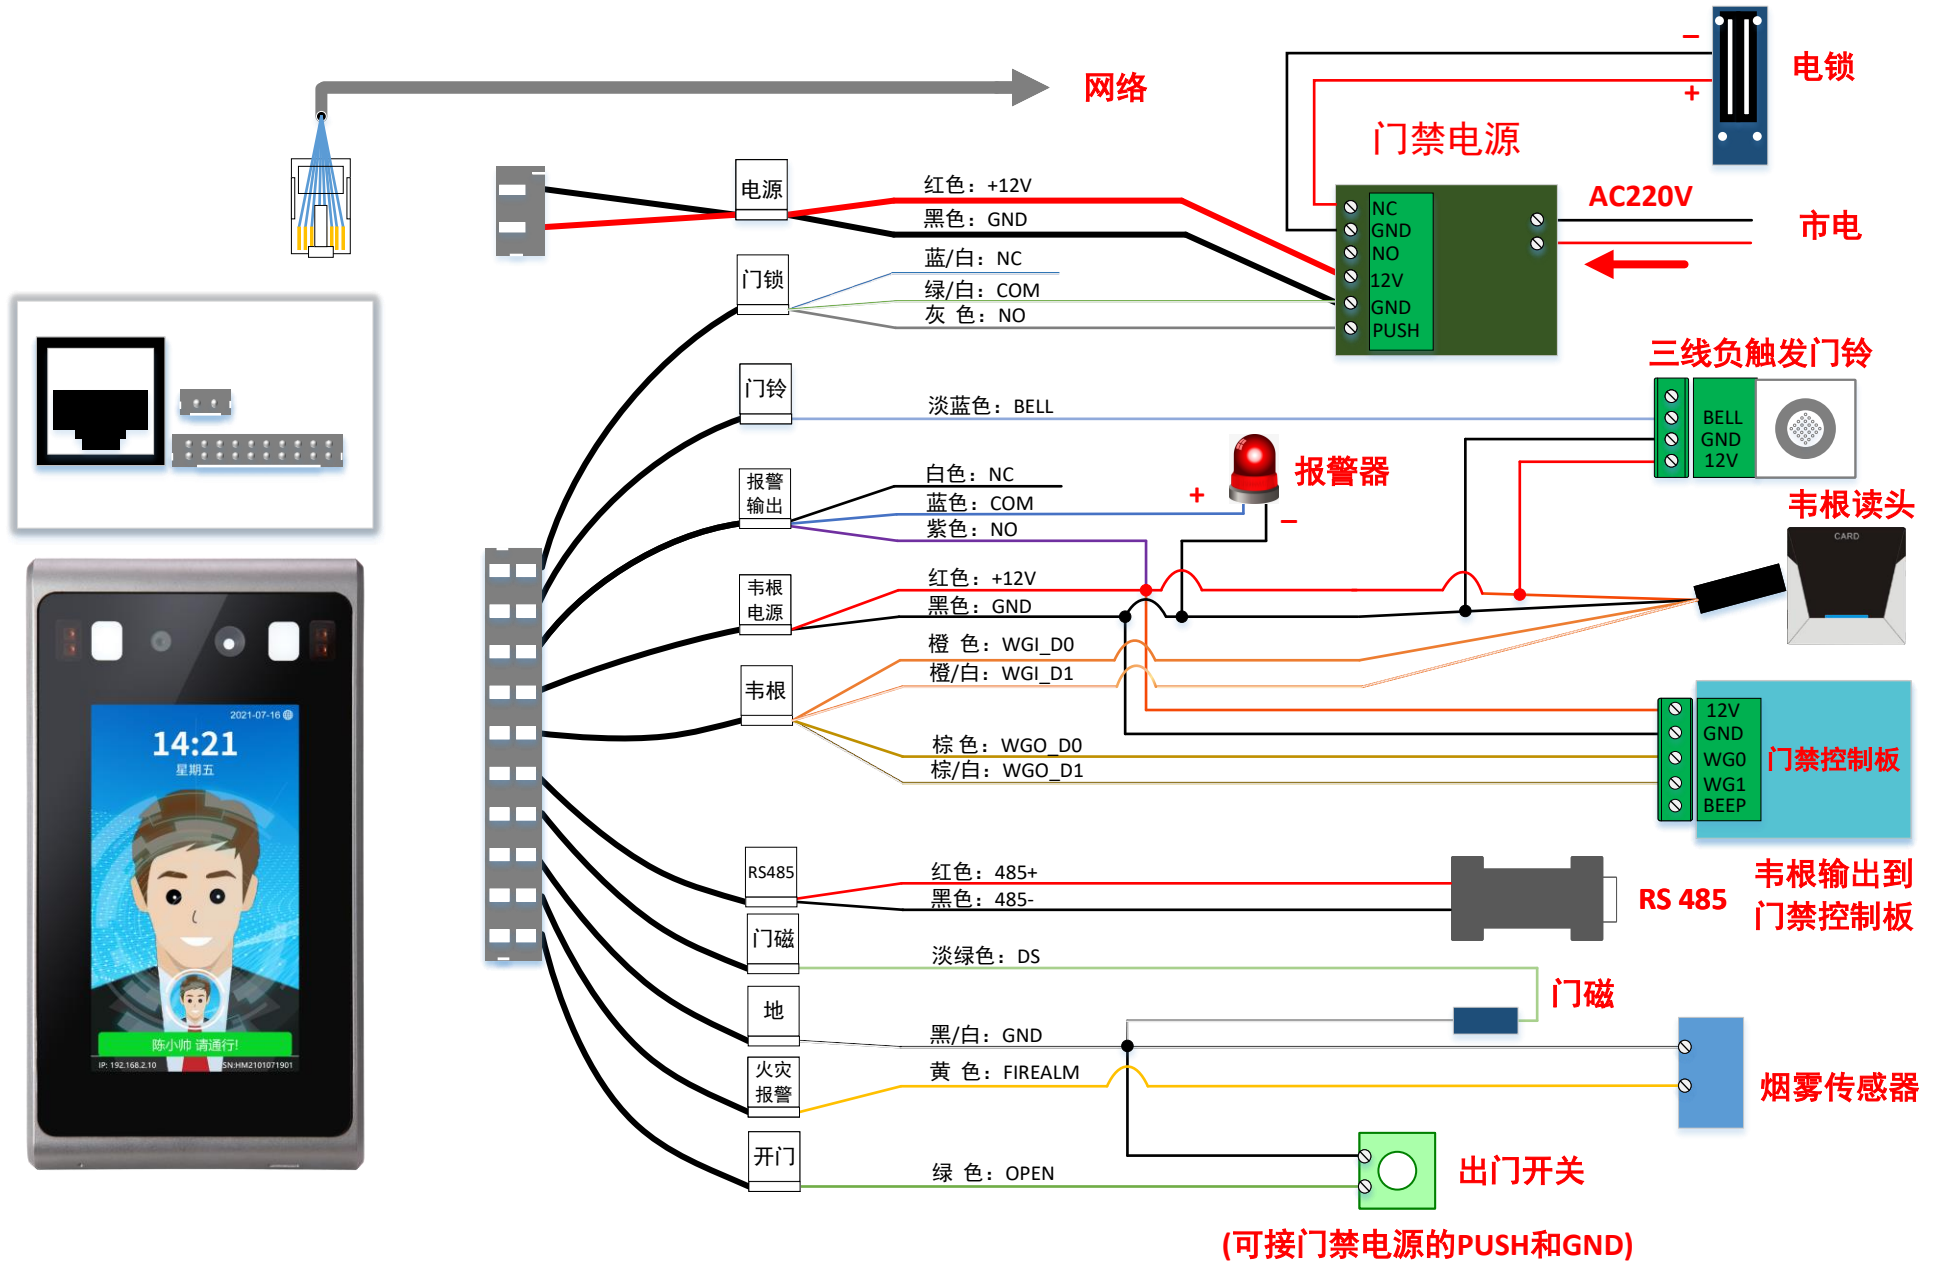 网络
电锁
−
+
门禁电源
AC220V
市电
NC
GND
NO
12V
GND
PUSH
电源
红色：+12V
黑色：GND
门锁
蓝/白：NC
绿/白：COM
灰 色：NO
三线负触发门铃
BELL
GND
12V
门铃
淡蓝色：BELL
报警
输出
白色：NC
蓝色：COM
紫色：NO
+
−
报警器
韦根读头
CARD
韦根
电源
红色：+12V
黑色：GND
韦根
橙 色：WGI_D0
橙/白：WGI_D1
棕 色：WGO_D0
棕/白：WGO_D1
12V
GND
WG0
WG1
BEEP
门禁控制板
韦根输出到
门禁控制板
RS485
红色：485+
黑色：485-
RS 485
门磁
淡绿色：DS
门磁
地
黑/白：GND
火灾
报警
黄 色：FIREALM
烟雾传感器
开门
绿 色：OPEN
出门开关
(可接门禁电源的PUSH和GND)
2021-07-16
14:21
星期五
陈小帅 请通行!
IP: 192.168.2.10
SN:HM2101071901